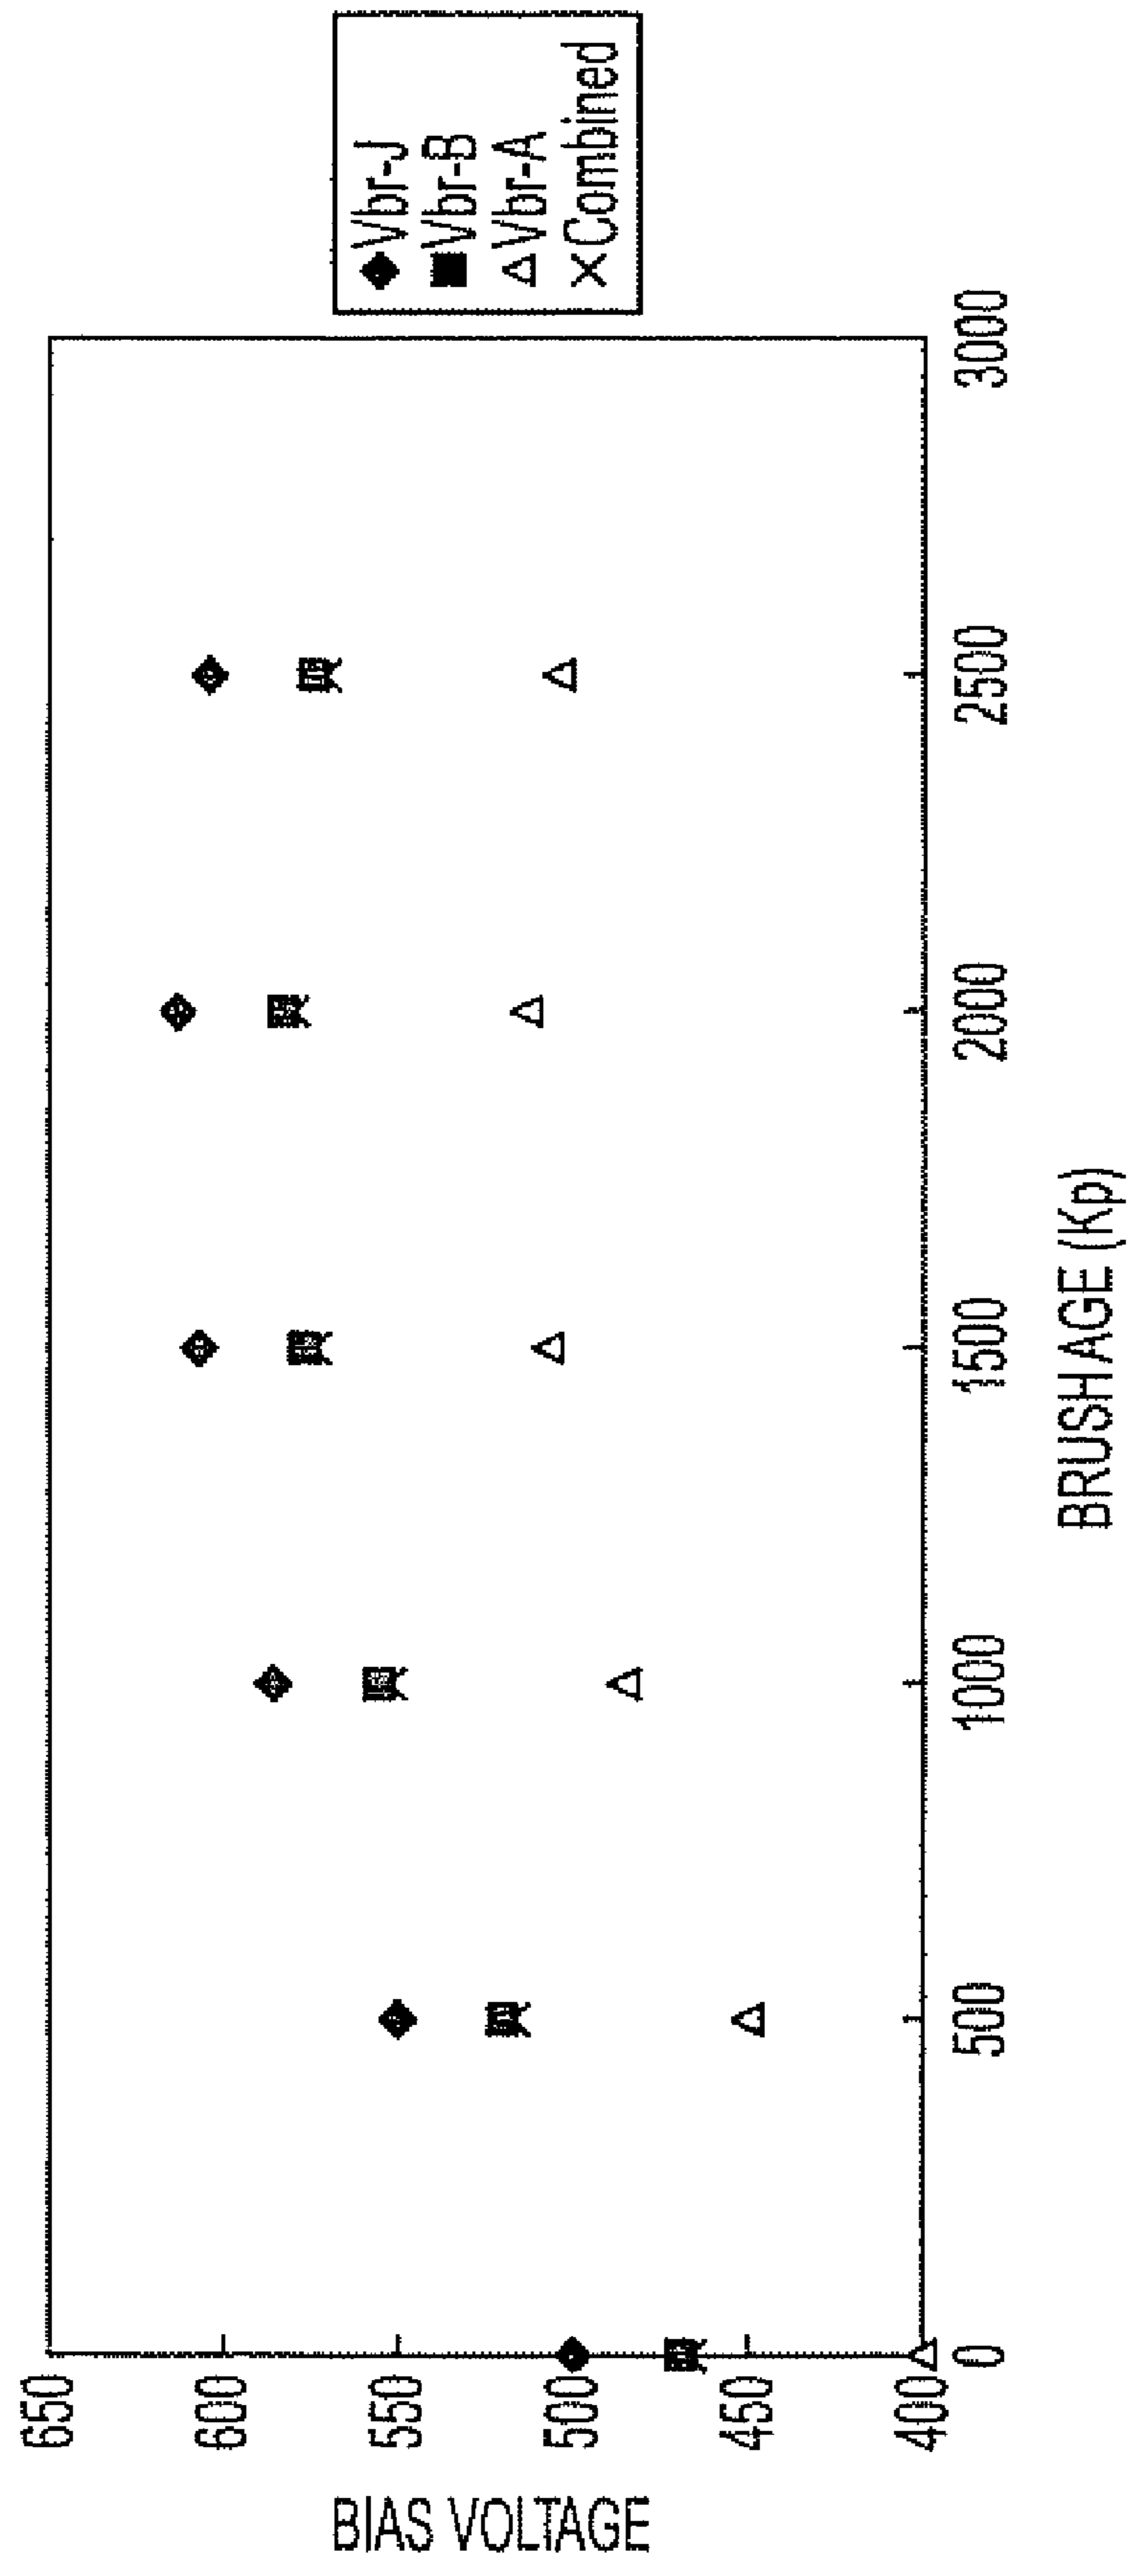 BIAS VOLTAGE
650
600
550
500
450
400
0
500
1000
1500
2000
2500
3000
BRUSH AGE (Kp)
Vbr-J
Vbr-B
Vbr-A
Combined